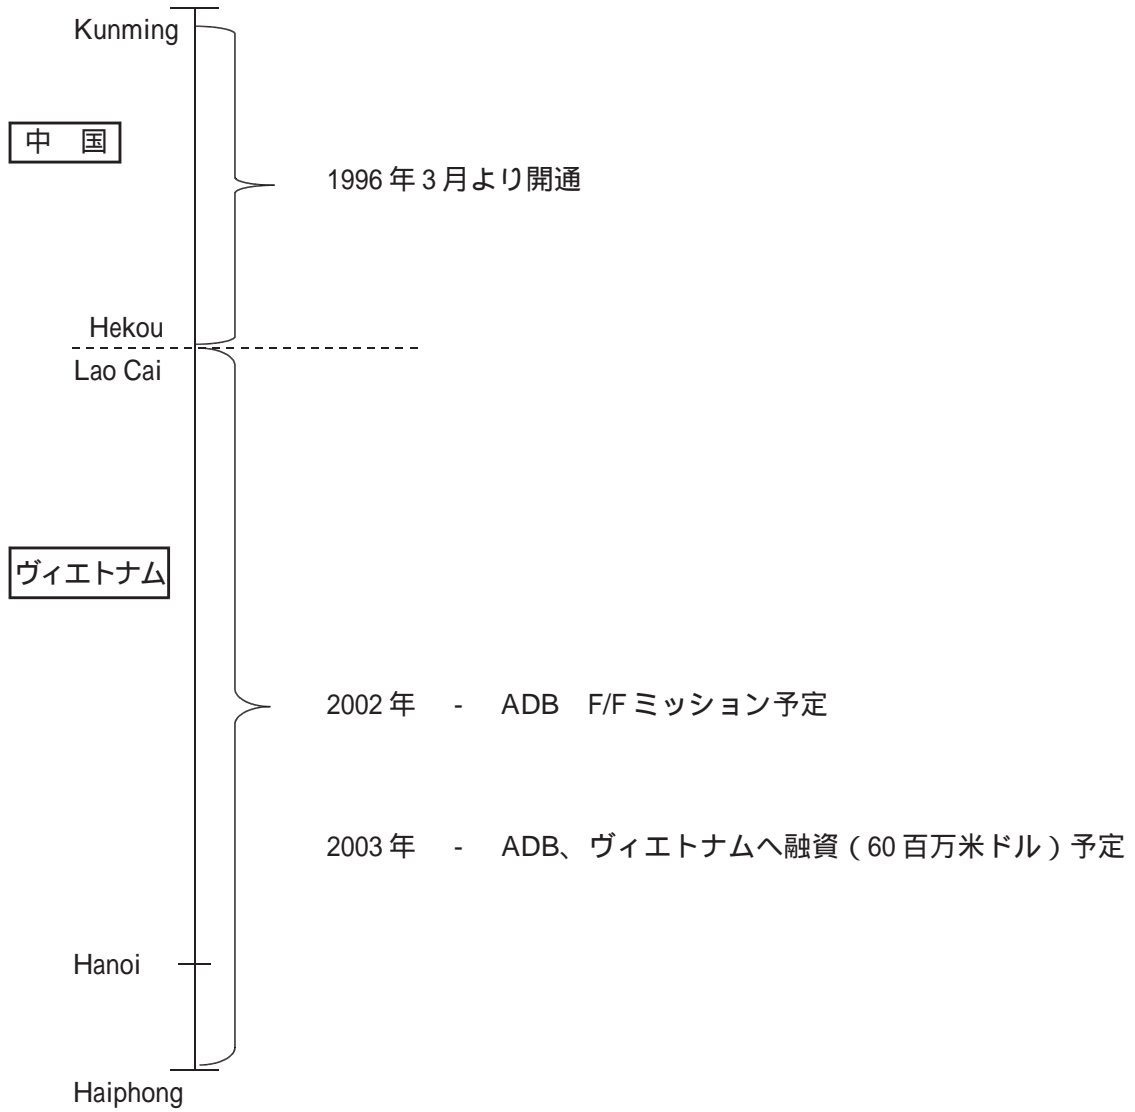 Kunming
中　国
1996 年 3 月より開通
Hekou
Lao Cai
ヴィエトナム
2002 年　-　ADB　F/F ミッション予定
2003 年　-　ADB、ヴィエトナムへ融資（60 百万米ドル）予定
Hanoi
Haiphong